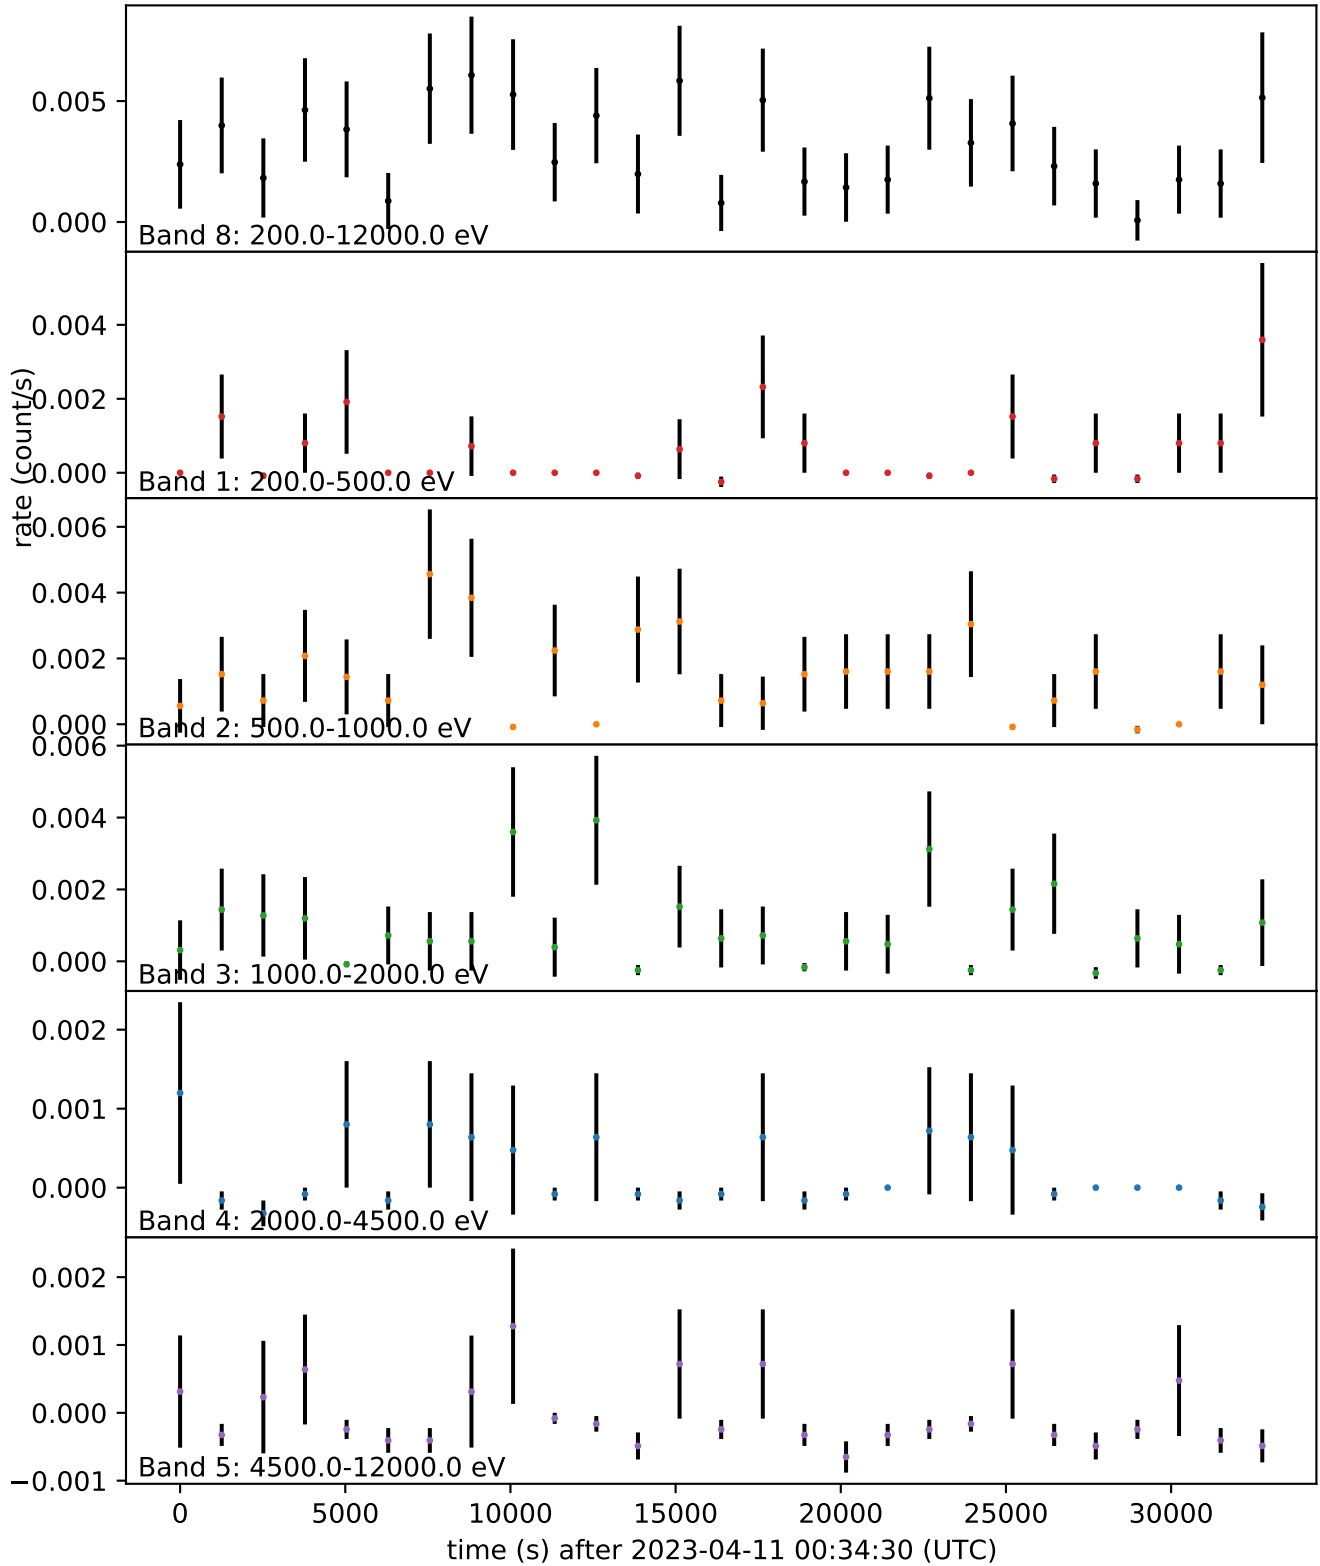 0.005
0.000
Band 8: 200.0-12000.0 eV
0.004
0.002
0.000
Band 1: 200.0-500.0 eV
rate (count/s)
0.006
0.004
0.002
0.000
Band 2: 500.0-1000.0 eV
0.006
0.004
0.002
0.000
Band 3: 1000.0-2000.0 eV
0.002
0.001
0.000
Band 4: 2000.0-4500.0 eV
0.002
0.001
0.000
−0.001
Band 5: 4500.0-12000.0 eV
0 5000 10000 15000 20000 25000 30000
time (s) after 2023-04-11 00:34:30 (UTC)